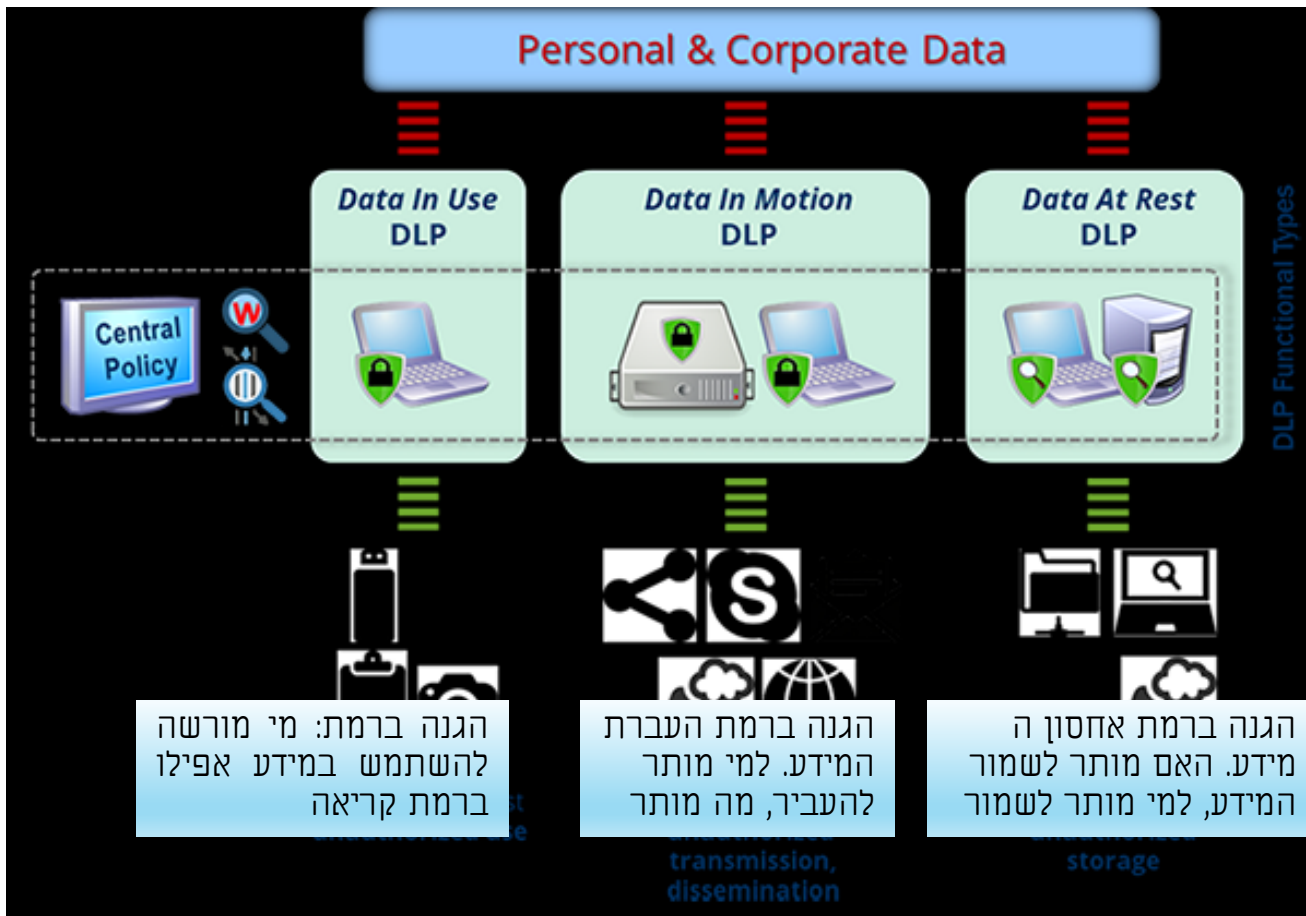 Personal & Corporate Data
Data In Use
DLP
Data In Motion
DLP
Data At Rest
DLP
DLP Functional Types
Central
Policy
W
S
הגנה ברמת: מי מורשה
להשתמש במידע אפילו
ברמת קריאה
הגנה ברמת העברת
המידע. למי מותר
להעביר, מה מותר
הגנה ברמת אחסון ה
מידע. האם מותר לשמור
המידע, למי מותר לשמור
transmission,
dissemination
storage